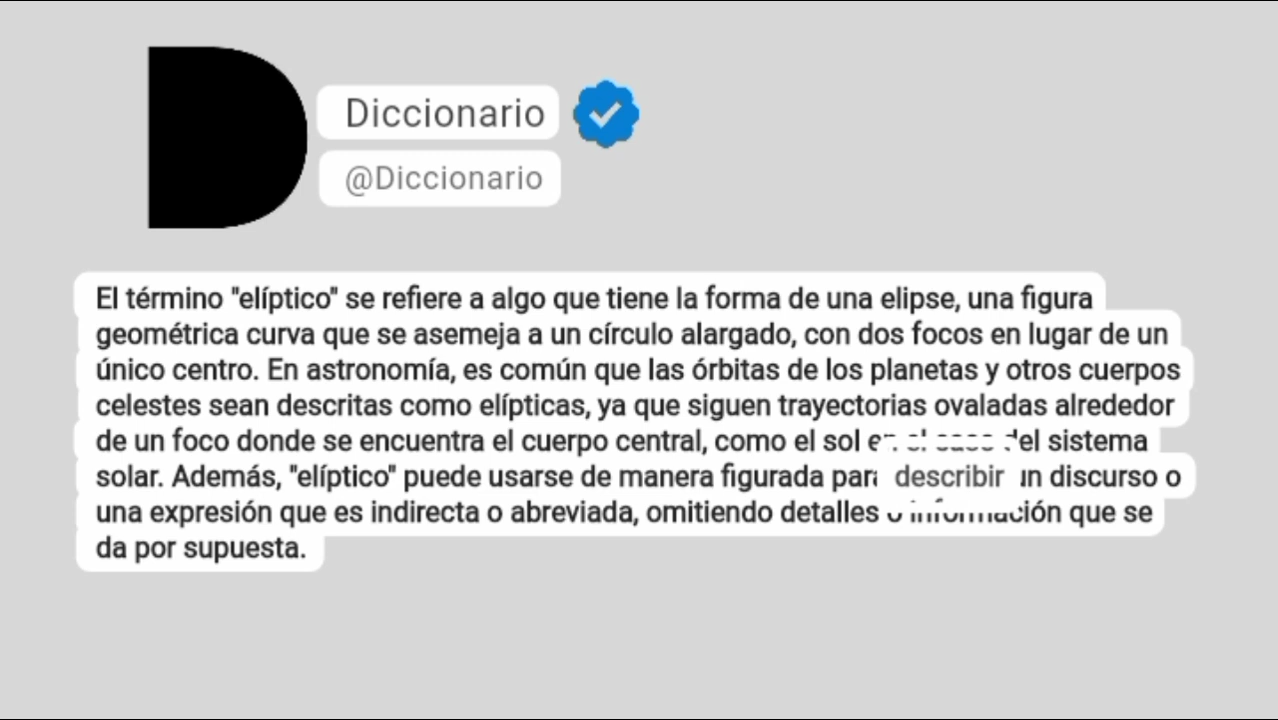 Diccionario
@Diccionario
El término "elíptico" se refiere a algo que tiene la forma de una elipse, una figura
geométrica curva que se asemeja a un círculo alargado, con dos focos en lugar de un
único centro. En astronomía, es común que las órbitas de los planetas y otros cuerpos
celestes sean descritas como elípticas, ya que siguen trayectorias ovaladas alrededor
de un foco donde se encuentra el cuerpo central, como el sol en el caso del sistema
solar. Además, "elíptico" puede usarse de manera figurada para describir un discurso o
una expresión que es indirecta o abreviada, omitiendo detalles o información que se
da por supuesta.